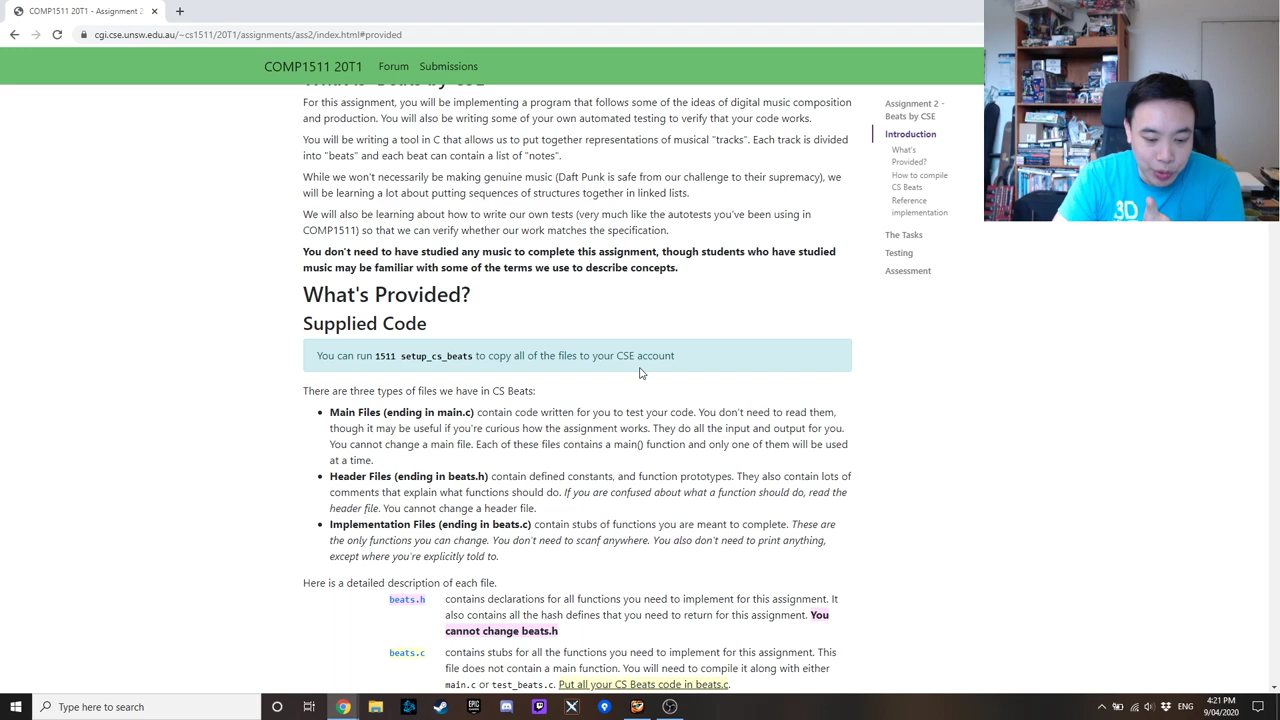 COMP1511 20T1 - Assignment 2
cgi.cse.unsw.edu.au/~cs1511/20T1/assignments/ass2/index.html#provided
COMP1511 20T1 Forum Submissions
For this assignment, you will be implementing a program that follows some of the ideas of digital music composition
and production. You will also be writing some of your own automated testing to verify that your code works.
You will be writing a tool in C that allows us to put together representations of musical "tracks". Each track is divided
into "beats" and each beat can contain a list of "notes".
While we won't necessarily be making genuine music (Daft Punk is safe from our challenge to their supremacy), we
will be learning a lot about putting sequences of structures together in linked lists.
We will also be learning about how to write our own tests (very much like the autotests you've been using in
COMP1511) so that we can verify whether our work matches the specification.
You don't need to have studied any music to complete this assignment, though students who have studied
music may be familiar with some of the terms we use to describe concepts.
What's Provided?
Supplied Code
You can run 1511 setup_cs_beats to copy all of the files to your CSE account
There are three types of files we have in CS Beats:
• Main Files (ending in main.c) contain code written for you to test your code. You don't need to read them,
though it may be useful if you're curious how the assignment works. They do all the input and output for you.
You cannot change a main file. Each of these files contains a main() function and only one of them will be used
at a time.
• Header Files (ending in beats.h) contain defined constants, and function prototypes. They also contain lots of
comments that explain what functions should do. If you are confused about what a function should do, read the
header file. You cannot change a header file.
• Implementation Files (ending in beats.c) contain stubs of functions you are meant to complete. These are
the only functions you can change. You don't need to scanf anywhere. You also don't need to print anything,
except where you're explicitly told to.
Here is a detailed description of each file.
beats.h contains declarations for all functions you need to implement for this assignment. It
also contains all the hash defines that you need to return for this assignment. You
cannot change beats.h
beats.c contains stubs for all the functions you need to implement for this assignment. This
file does not contain a main function. You will need to compile it along with either
main.c or test_beats.c. Put all your CS Beats code in beats.c.
Assignment 2 -
Beats by CSE
Introduction
What's
Provided?
How to compile
CS Beats
Reference
implementation
The Tasks
Testing
Assessment
3D
Type here to search
ENG
4:21 PM
9/04/2020